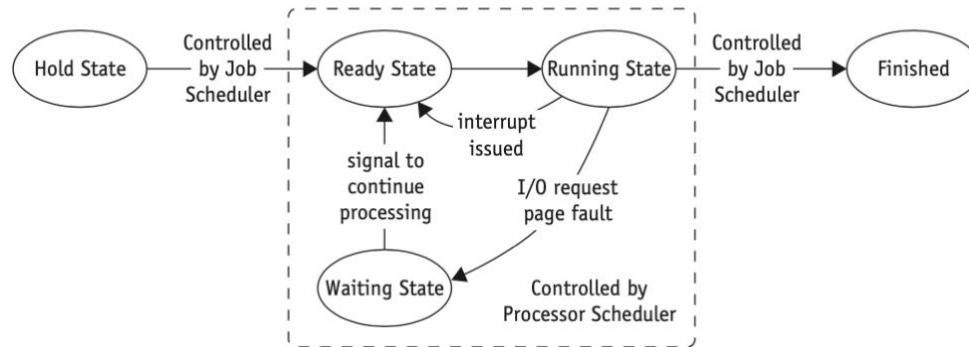 Hold State
Controlled
by Job
Scheduler
Ready State
Running State
Controlled
by Job
Scheduler
Finished
interrupt
issued
signal to
continue
processing
I/O request
page fault
Waiting State
Controlled by
Processor Scheduler